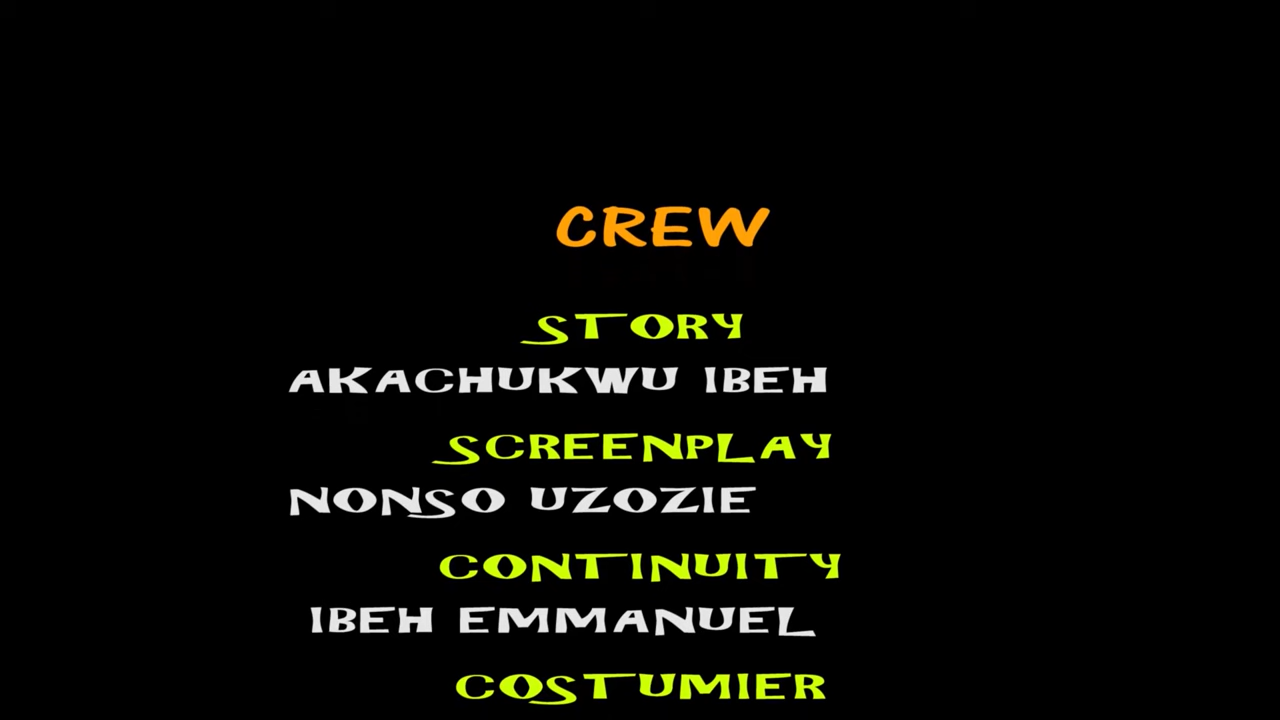 CREW
STORY
AKACHUKWU IBEH
SCREENPLAY
NONSO UZOZIE
CONTINUITY
IBEH EMMANUEL
COSTUMIER